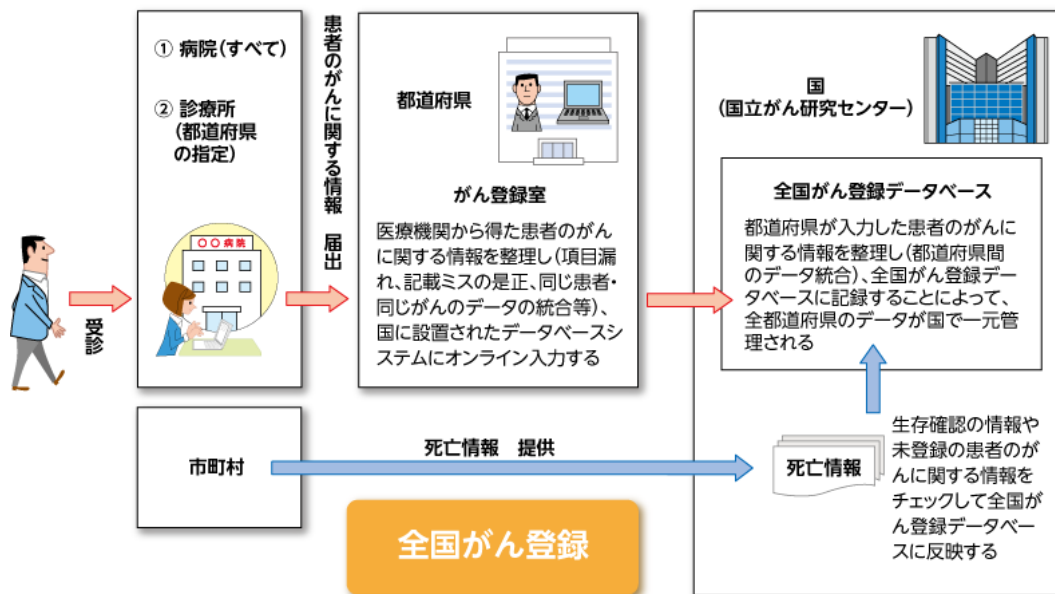 ① 病院(すべて)
② 診療所
(都道府県
の指定)
〇〇病院
受診
患者のがんに関する情報 届出
都道府県
がん登録室
医療機関から得た患者のがん
に関する情報を整理し(項目漏
れ、記載ミスの是正、同じ患者・
同じがんのデータの統合等)、
国に設置されたデータベースシ
ステムにオンライン入力する
国
(国立がん研究センター)
全国がん登録データベース
都道府県が入力した患者のがんに
関する情報を整理し(都道府県間
のデータ統合)、全国がん登録デー
タベースに記録することによって、
全都道府県のデータが国で一元管
理される
市町村
死亡情報 提供
死亡情報
生存確認の情報や
未登録の患者のが
んに関する情報を
チェックして全国が
ん登録データベー
スに反映する
全国がん登録